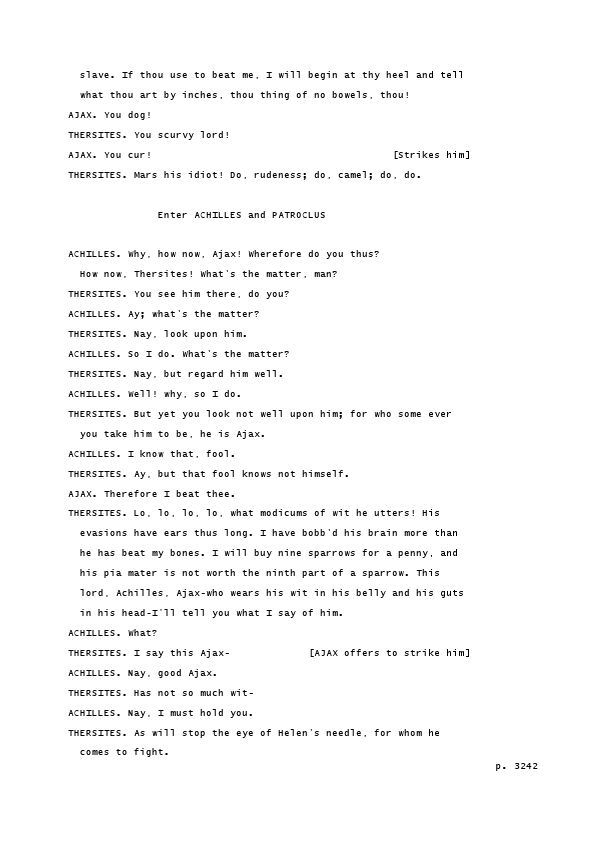 slave. If thou use to beat me, I will begin at thy heel and tell
what thou art by inches, thou thing of no bowels, thou!
AJAX. You dog!
THERSITES. You scurvy lord!
AJAX. You cur! [Strikes him]
THERSITES. Mars his idiot! Do, rudeness; do, camel; do, do.
Enter ACHILLES and PATROCLUS
ACHILLES. Why, how now, Ajax! Wherefore do you thus?
How now, Thersites! What's the matter, man?
THERSITES. You see him there, do you?
ACHILLES. Ay; what's the matter?
THERSITES. Nay, look upon him.
ACHILLES. So I do. What's the matter?
THERSITES. Nay, but regard him well.
ACHILLES. Well! why, so I do.
THERSITES. But yet you look not well upon him; for who some ever
you take him to be, he is Ajax.
ACHILLES. I know that, fool.
THERSITES. Ay, but that fool knows not himself.
AJAX. Therefore I beat thee.
THERSITES. Lo, lo, lo, lo, what modicums of wit he utters! His
evasions have ears thus long. I have bobb'd his brain more than
he has beat my bones. I will buy nine sparrows for a penny, and
his pia mater is not worth the ninth part of a sparrow. This
lord, Achilles, Ajax-who wears his wit in his belly and his guts
in his head-I'll tell you what I say of him.
ACHILLES. What?
THERSITES. I say this Ajax- [AJAX offers to strike him]
ACHILLES. Nay, good Ajax.
THERSITES. Has not so much wit-
ACHILLES. Nay, I must hold you.
THERSITES. As will stop the eye of Helen's needle, for whom he
comes to fight.
p. 3242